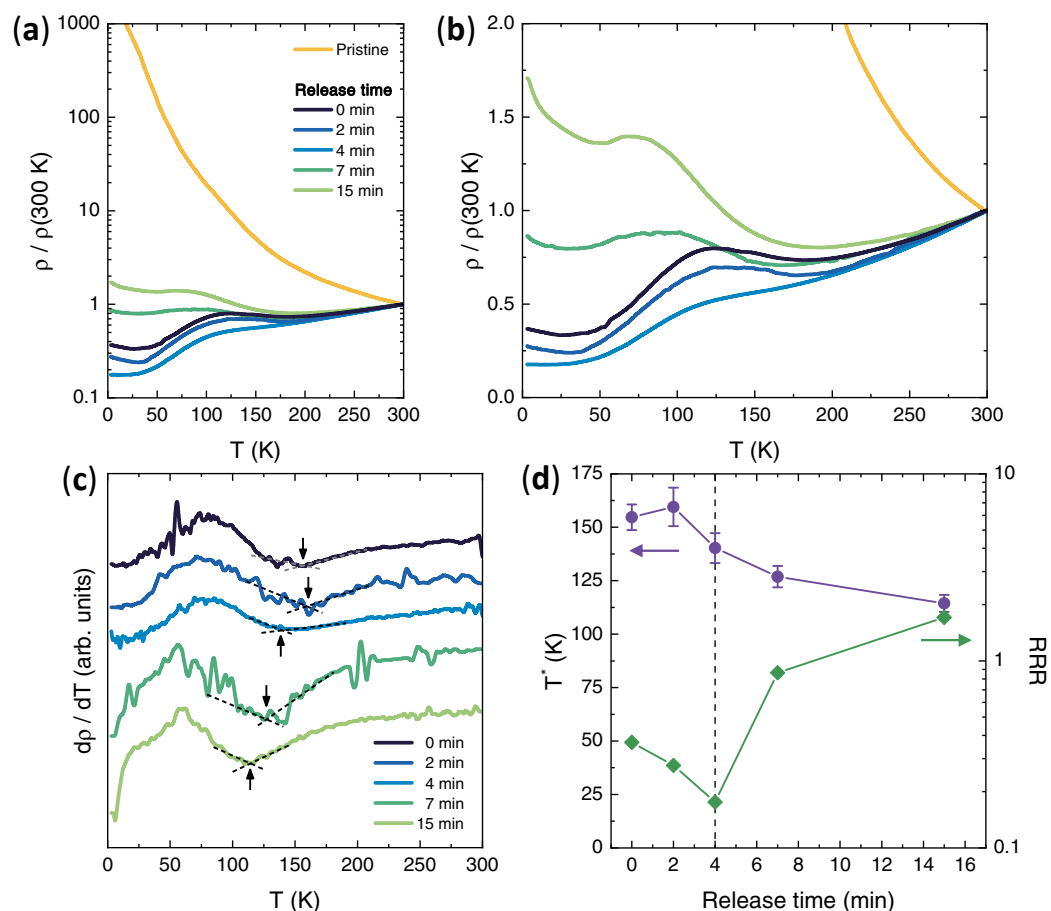 (a)
1000
100
10
1
0.1
ρ / ρ(300 K)
0 50 100 150 200 250 300
T (K)
Pristine
Release time
0 min
2 min
4 min
7 min
15 min
(b)
2.0
1.5
1.0
0.5
0.0
ρ / ρ(300 K)
0 50 100 150 200 250 300
T (K)
(c)
dρ / dT (arb. units)
0 50 100 150 200 250 300
T (K)
0 min
2 min
4 min
7 min
15 min
(d)
175
150
125
100
75
50
25
0
T* (K)
10
1
0.1
RRR
0 2 4 6 8 10 12 14 16
Release time (min)